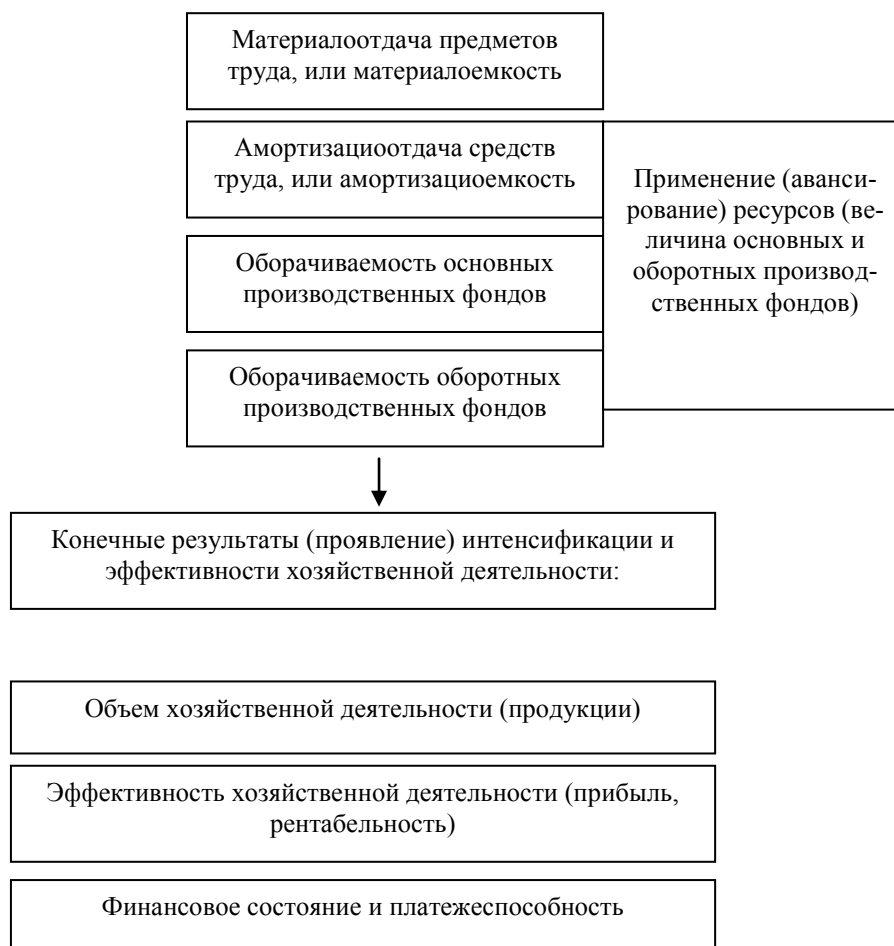 Материалоотдача предметов
труда, или материалоемкость
Амортизациоотдача средств
труда, или амортизациоемкость
Применение (аванси-
рование) ресурсов (ве-
личина основных и
оборотных производ-
ственных фондов)
Оборачиваемость основных
производственных фондов
Оборачиваемость оборотных
производственных фондов
Конечные результаты (проявление) интенсификации и
эффективности хозяйственной деятельности:
Объем хозяйственной деятельности (продукции)
Эффективность хозяйственной деятельности (прибыль,
рентабельность)
Финансовое состояние и платежеспособность